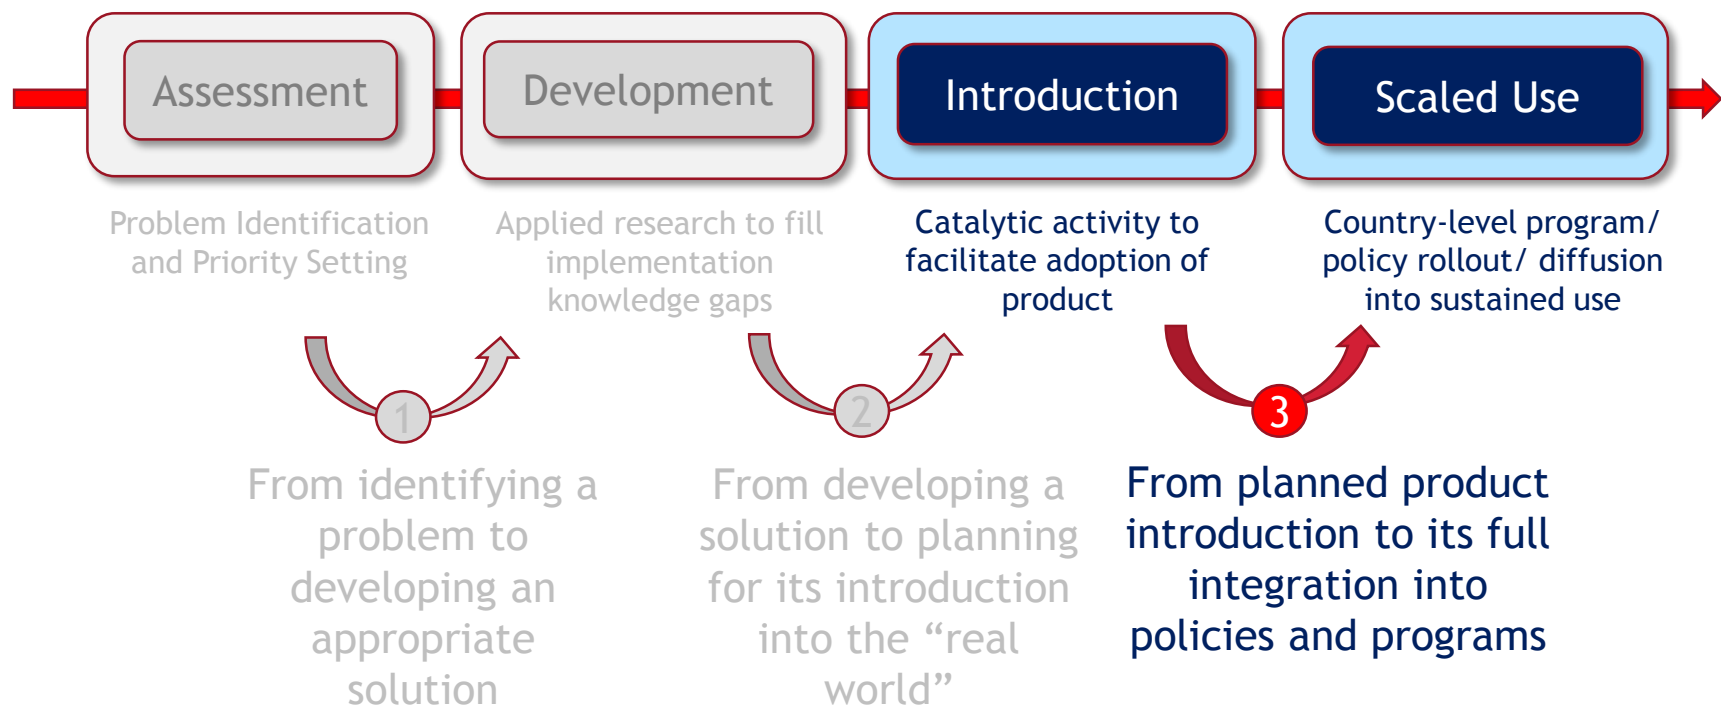 Assessment
Development
Introduction
Scaled Use
Problem Identification
and Priority Setting
Applied research to fill
implementation
knowledge gaps
Catalytic activity to
facilitate adoption of
product
Country-level program/
policy rollout/ diffusion
into sustained use
1
2
3
From identifying a
problem to
developing an
appropriate
solution
From developing a
solution to planning
for its introduction
into the “real
world”
From planned product
introduction to its full
integration into
policies and programs